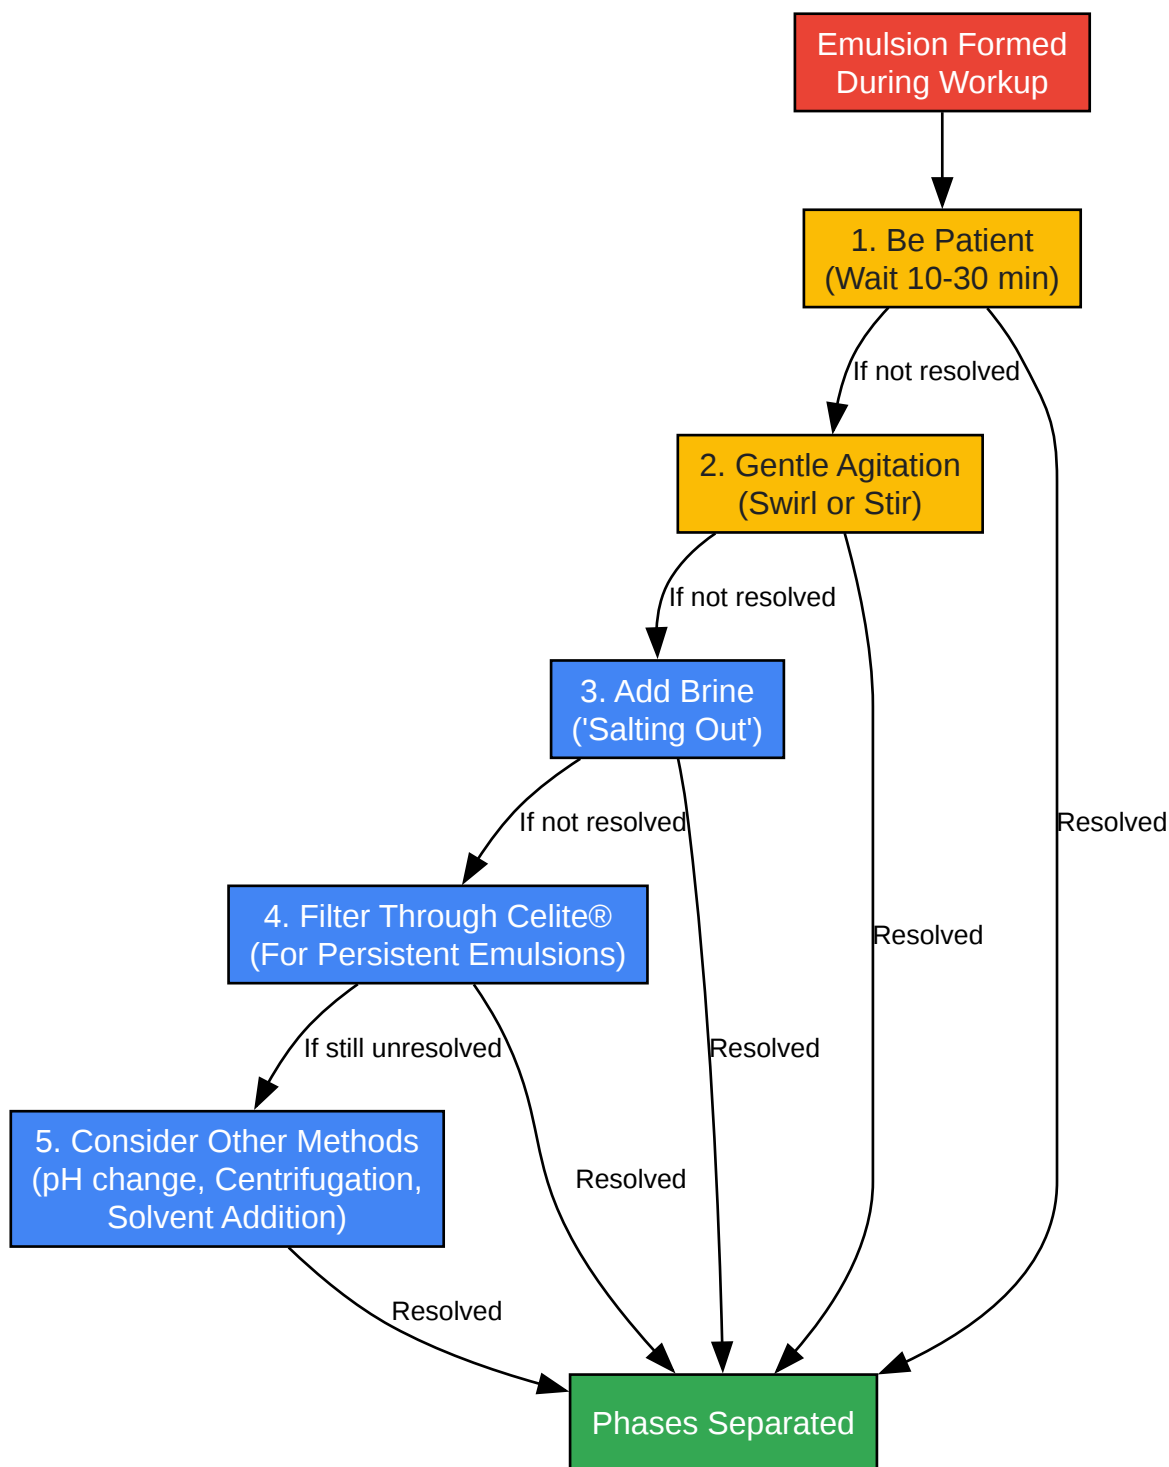 Emulsion Formed
During Workup
1. Be Patient
(Wait 10-30 min)
If not resolved
2. Gentle Agitation
(Swirl or Stir)
If not resolved
3. Add Brine
('Salting Out')
If not resolved
Resolved
4. Filter Through Celite®
(For Persistent Emulsions)
Resolved
If still unresolved
Resolved
5. Consider Other Methods
(pH change, Centrifugation,
Solvent Addition)
Resolved
Resolved
Phases Separated